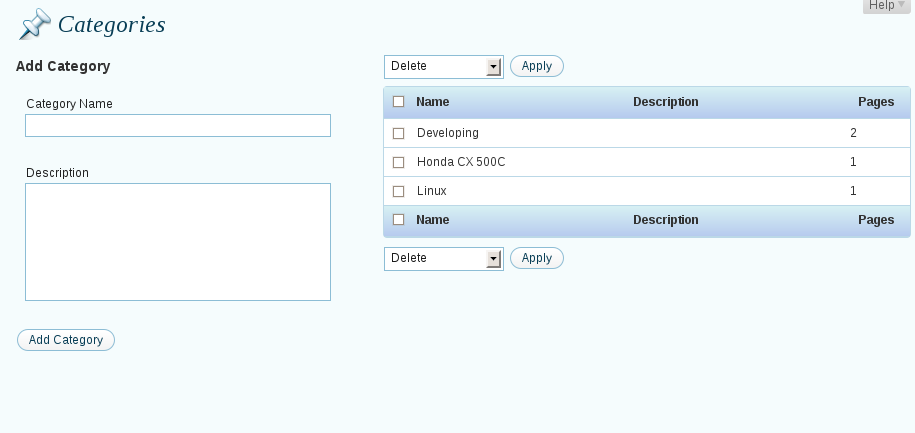 Help
Categories
Add Category
Category Name
Description
Add Category
Delete Apply
Name Description Pages
Developing 2
Honda CX 500C 1
Linux 1
Name Description Pages
Delete Apply